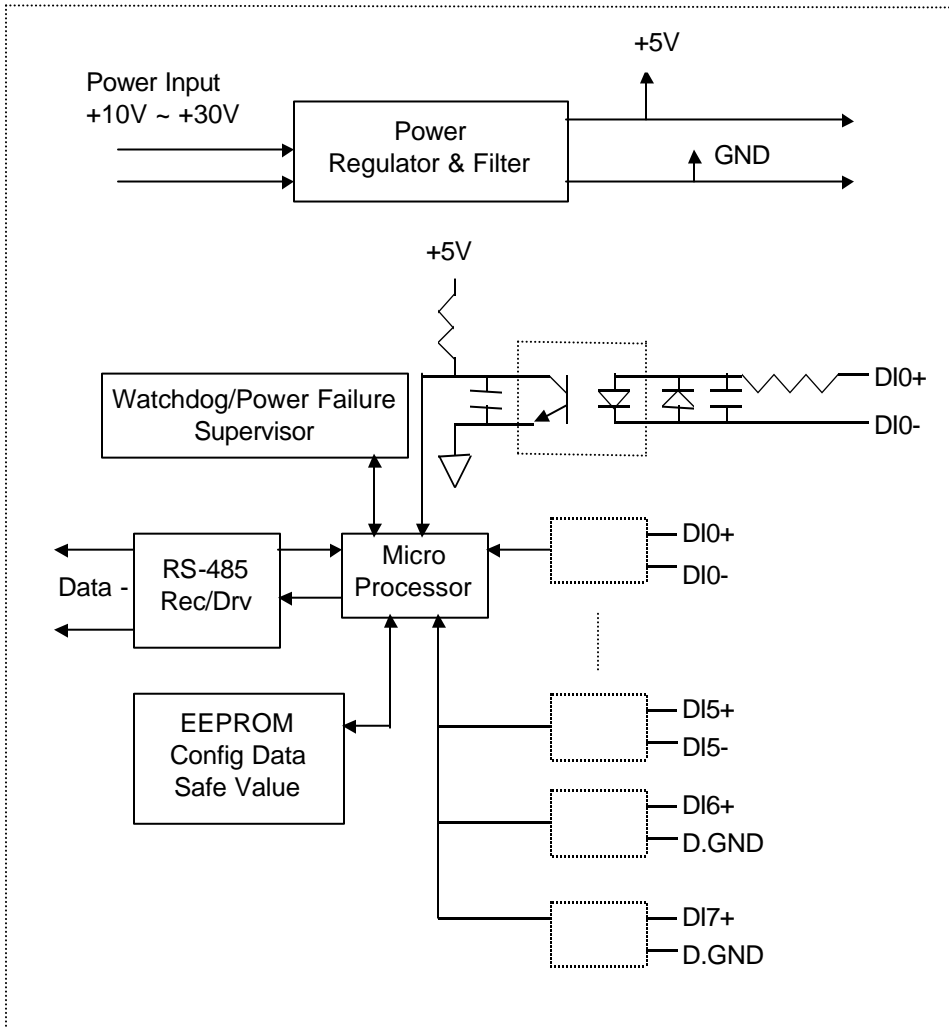 +5V
Power Input
+10V ~ +30V
Power
Regulator & Filter
GND
+5V
DI0+
DI0-
Watchdog/Power Failure
Supervisor
DI0+
DI0-
Micro
Processor
RS-485
Rec/Drv
Data -
EEPROM
Config Data
Safe Value
DI5+
DI5-
DI6+
D.GND
DI7+
D.GND